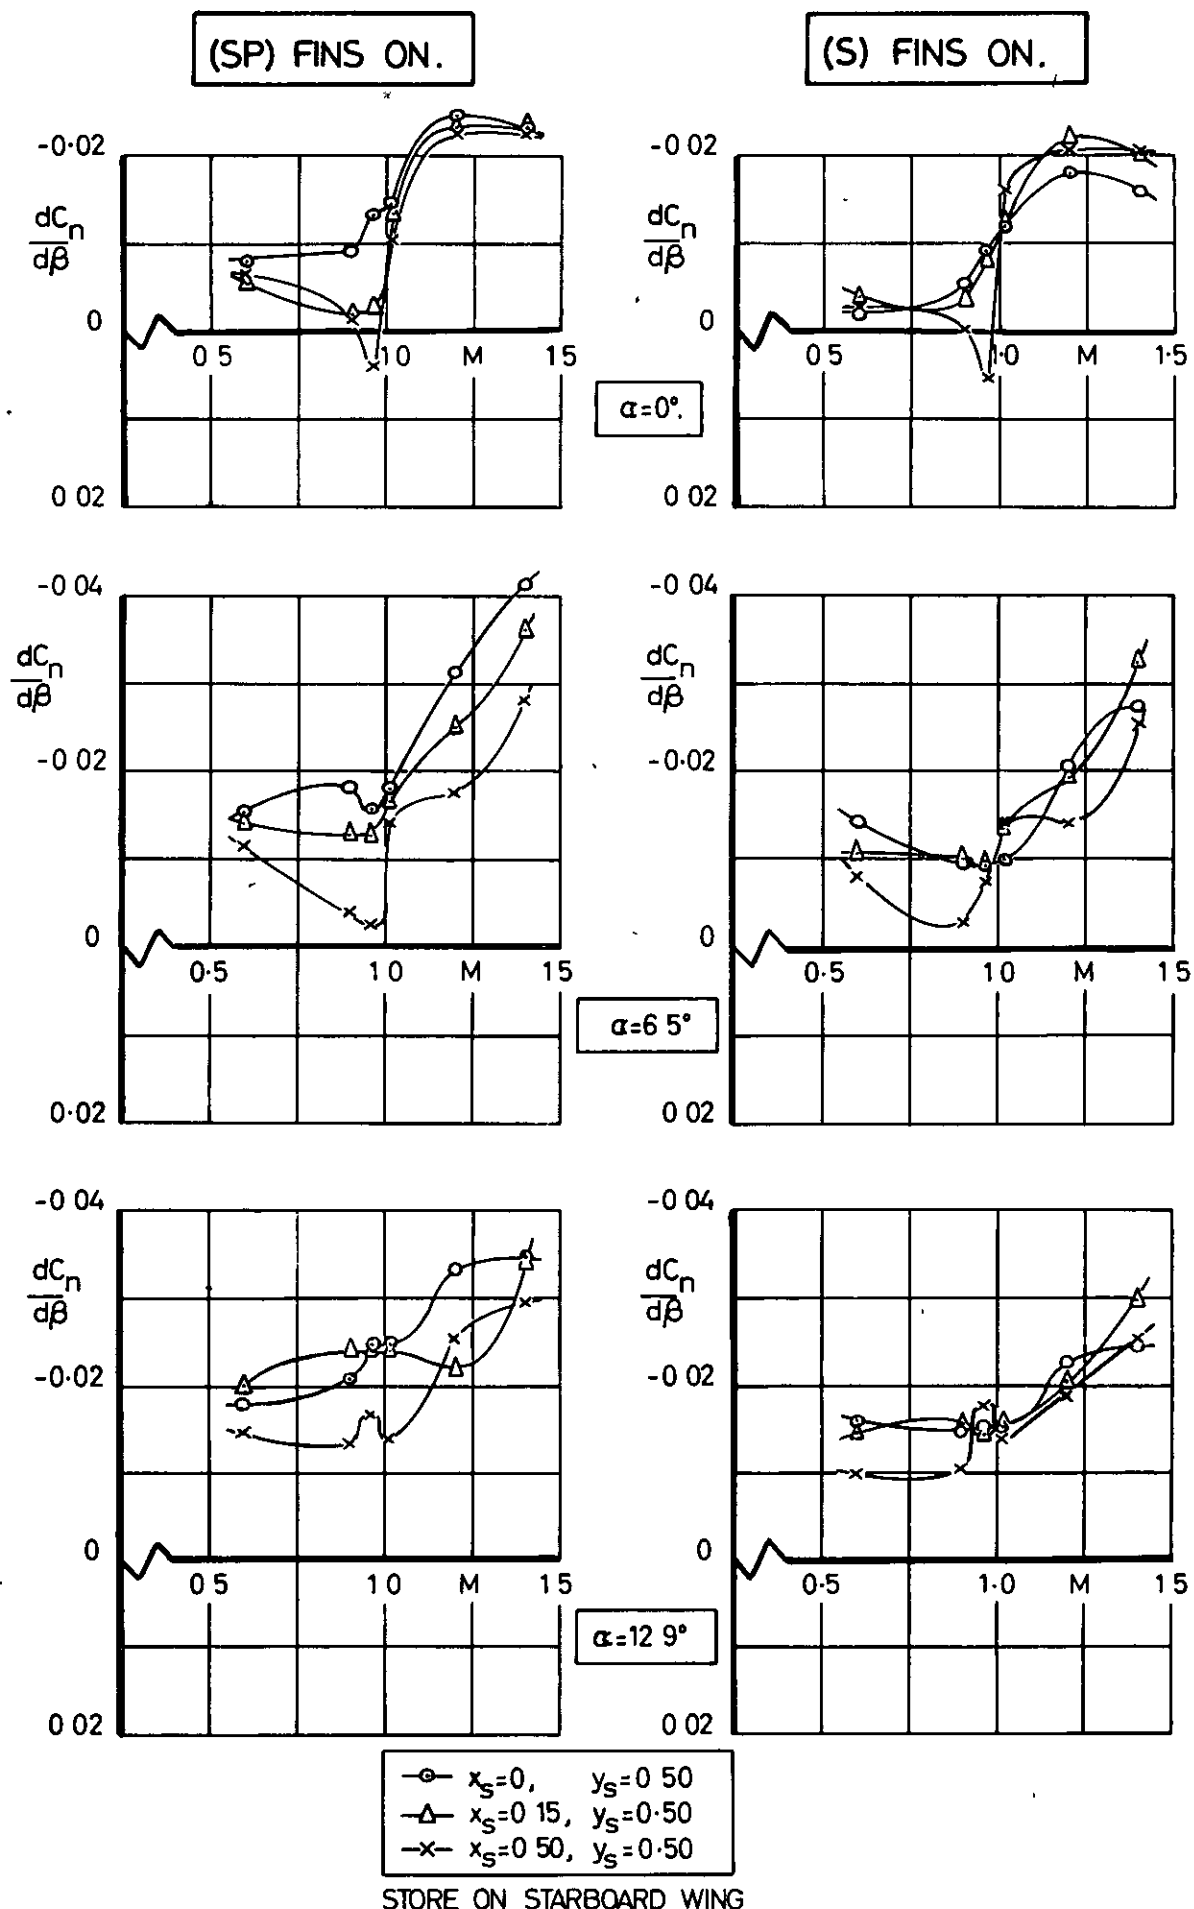 (SP) FINS ON.
(S) FINS ON.
-0·02
dCn
dβ
0
0 5
1 0
M
1 5
0 02
-0 02
dCn
dβ
0
0 5
1·0
M
1·5
0 02
α=0°.
-0 04
dCn
dβ
-0 02
0
0·5
1 0
M
1 5
0·02
-0 04
dCn
dβ
-0·02
0
0·5
1 0
M
1 5
0 02
α=6 5°
-0 04
dCn
dβ
-0·02
0
0 5
1 0
M
1 5
0 02
-0 04
dCn
dβ
-0 02
0
0·5
1·0
M
1 5
0 02
α=12 9°
xs=0, ys=0 50
xs=0 15, ys=0·50
xs=0 50, ys=0·50
STORE ON STARBOARD WING